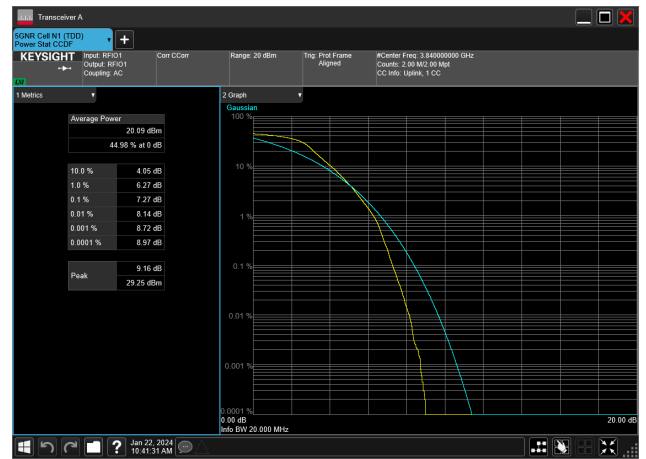 Transceiver A
5GNR Cell N1 (TDD)
Power Stat CCDF
KEYSIGHT
Input: RFIO1
Output: RFIO1
Coupling: AC
Corr CCorr
Range: 20 dBm
Trig: Prot Frame
Aligned
#Center Freq: 3.840000000 GHz
Counts: 2.00 M/2.00 Mpt
CC Info: Uplink, 1 CC
LW
1 Metrics
Average Power
20.09 dBm
44.98 % at 0 dB
10.0 % 4.05 dB
1.0 % 6.27 dB
0.1 % 7.27 dB
0.01 % 8.14 dB
0.001 % 8.72 dB
0.0001 % 8.97 dB
Peak
9.16 dB
29.25 dBm
2 Graph
Gaussian
100 %
10 %
1 %
0.1 %
0.01 %
0.001 %
0.0001 %
0.00 dB
20.00 dB
Info BW 20.000 MHz
?
Jan 22, 2024
10:41:31 AM